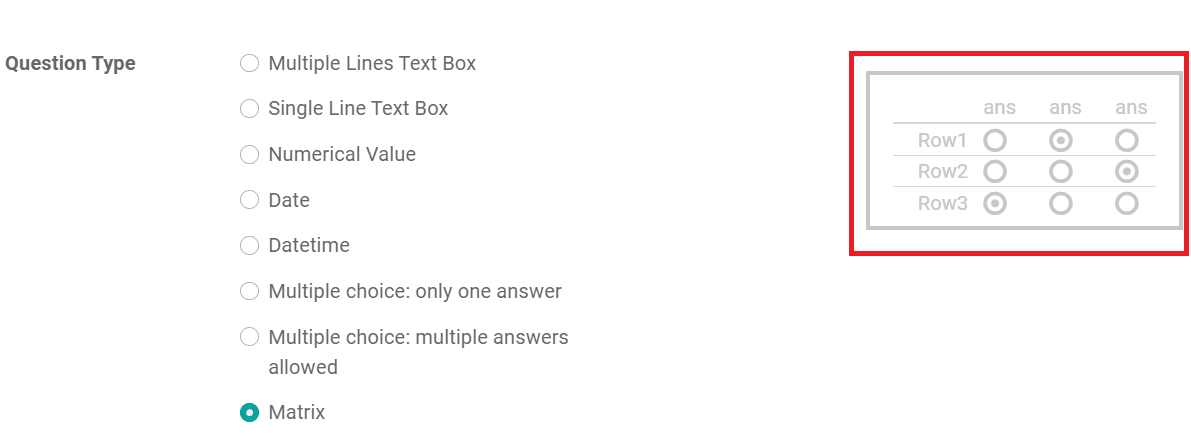 Question Type
Multiple Lines Text Box
Single Line Text Box
Numerical Value
Date
Datetime
Multiple choice: only one answer
Multiple choice: multiple answers
allowed
Matrix
ans ans ans
Row1
Row2
Row3